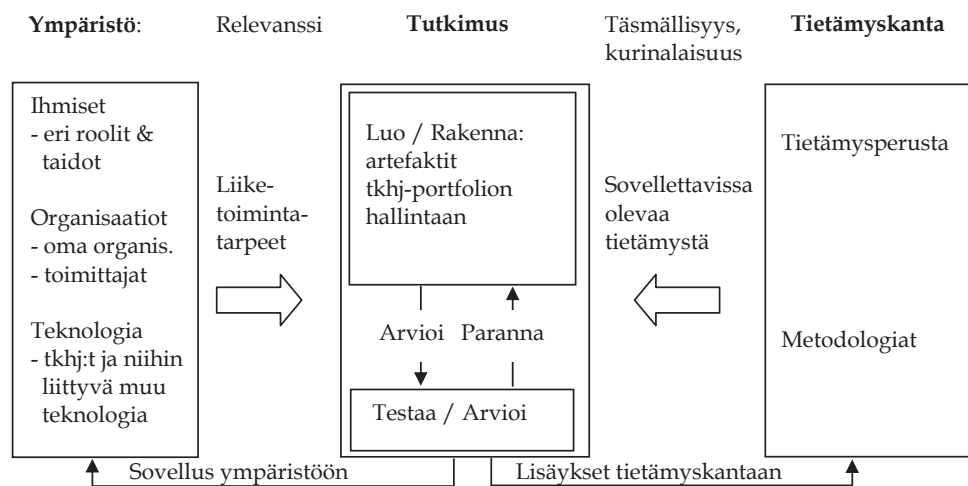 Ympäristö:
Relevanssi
Tutkimus
Täsmällisyys,
kurinalaisuus
Tietämyskanta
Ihmiset
- eri roolit &
taidot
Organisaatiot
- oma organis.
- toimittajat
Teknologia
- tkhj:t ja niihin
liittyvä muu
teknologia
Liike-
toiminta-
tarpeet
Luo / Rakenna:
artefaktit
tkhj-portfolion
hallintaan
Arvioi
Paranna
Testaa / Arvioi
Sovellettavissa
olevaa
tietämystä
Tietämysperusta
Metodologiat
Sovellus ympäristöön
Lisäykset tietämyskantaan